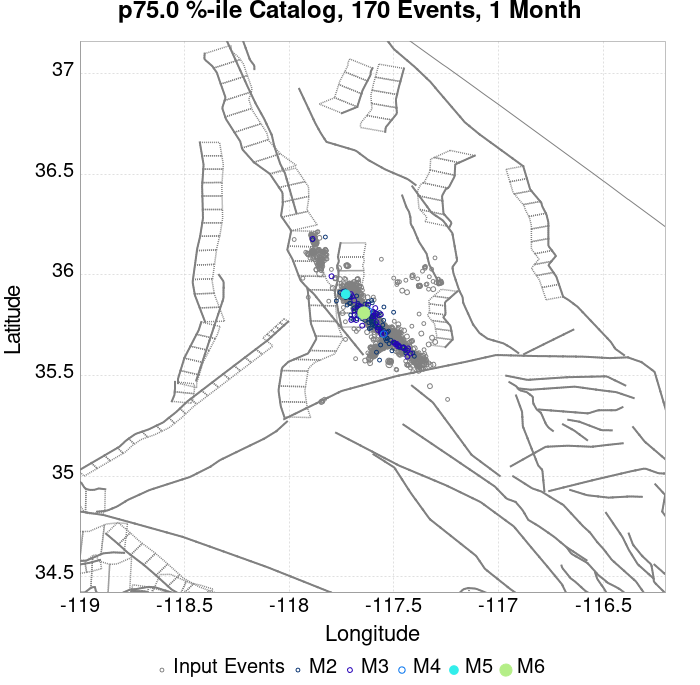 p75.0 %-ile Catalog, 170 Events, 1 Month
37
36.5
36
35.5
35
34.5
Latitude
-119
-118.5
-118
-117.5
-117
-116.5
Longitude
Input Events
M2
M3
M4
M5
M6